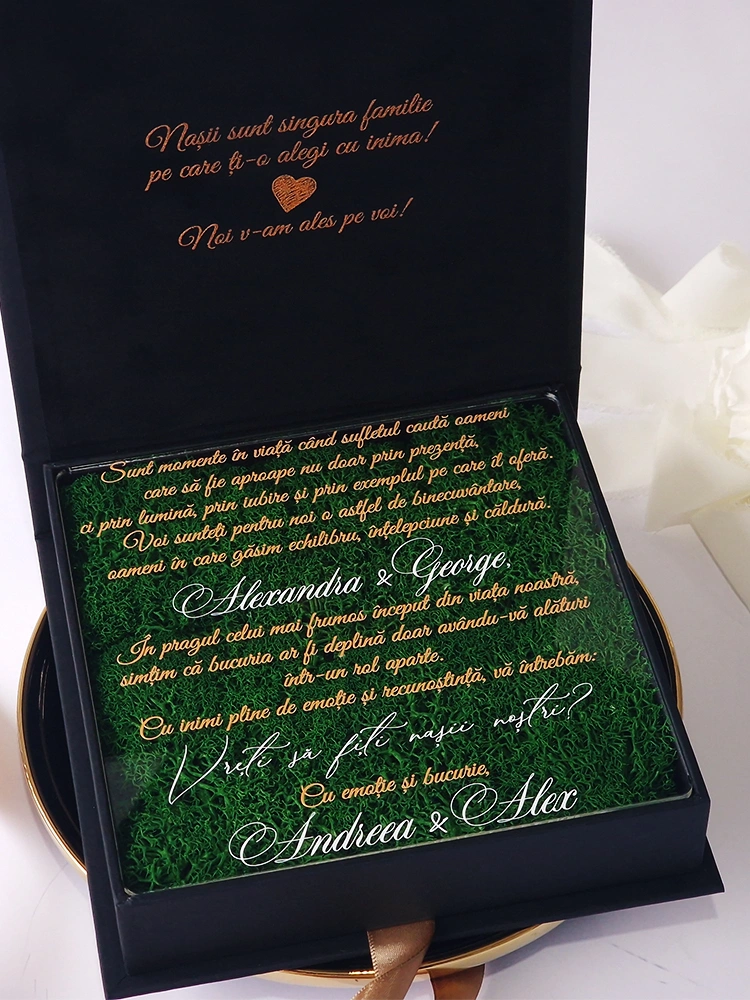 Nașii sunt singura familie
pe care ți-o alegi cu inima!
Noi v-am ales pe voi!
Sunt momente în viață când sufletul caută oameni
care să fie aproape nu doar prin prezență,
ci prin lumină, prin iubire și prin exemplul pe care îl oferă.
Voi sunteți pentru noi o astfel de binecuvântare,
oameni în care găsim echilibru, înțelepciune și căldură.
Alexandra & George,
În pragul celui mai frumos început din viața noastră,
simțim că bucuria ar fi deplină doar avându-vă alături
într-un rol aparte.
Cu inimi pline de emoție și recunoștință, vă întrebăm:
Vreți să fiți nașii noștri?
Cu emoție și bucurie,
Andreea & Alex